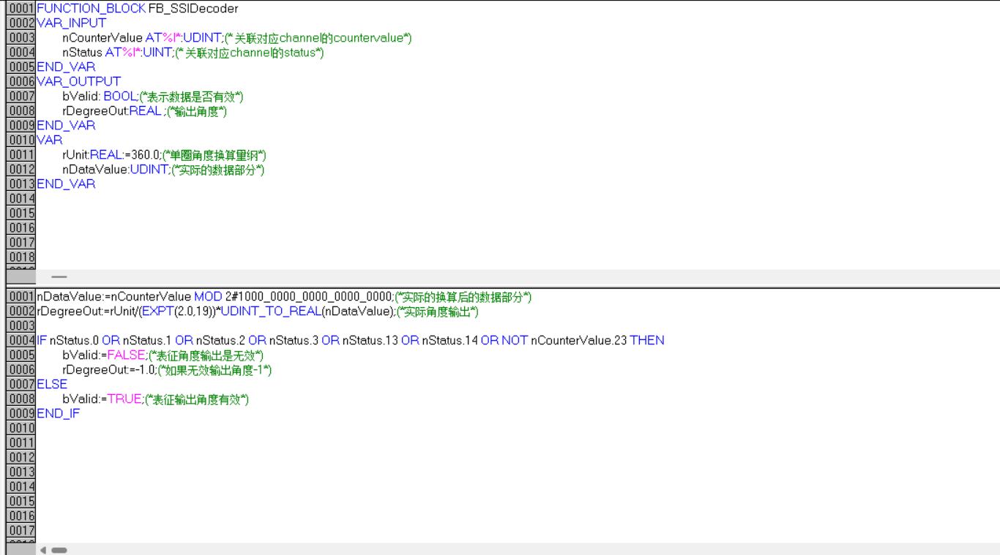 0001 FUNCTION_BLOCK FB_SSIDecoder
0002 VAR_INPUT
0003 nCounterValue AT%I*:UDINT;(* 关联对应channel的countervalue*)
0004 nStatus AT%I*:UINT;(* 关联对应channel的status*)
0005 END_VAR
0006 VAR_OUTPUT
0007 bValid: BOOL;(*表示数据是否有效*)
0008 rDegreeOut:REAL ;(*输出角度*)
0009 END_VAR
0010 VAR
0011 rUnit:REAL:=360.0;(*单圈角度换算量纲*)
0012 nDataValue:UDINT;(*实际的数据部分*)
0013 END_VAR
0014
0015
0016
0017
0018
0001 nDataValue:=nCounterValue MOD 2#1000_0000_0000_0000_0000;(*实际的换算后的数据部分*)
0002 rDegreeOut:=rUnit/(EXPT(2.0,19))*UDINT_TO_REAL(nDataValue);(*实际角度输出*)
0003
0004 IF nStatus.0 OR nStatus.1 OR nStatus.2 OR nStatus.3 OR nStatus.13 OR nStatus.14 OR NOT nCounterValue.23 THEN
0005 bValid:=FALSE;(*表征角度输出是无效*)
0006 rDegreeOut:=-1.0;(*如果无效输出角度-1*)
0007 ELSE
0008 bValid:=TRUE;(*表征输出角度有效*)
0009 END_IF
0010
0011
0012
0013
0014
0015
0016
0017